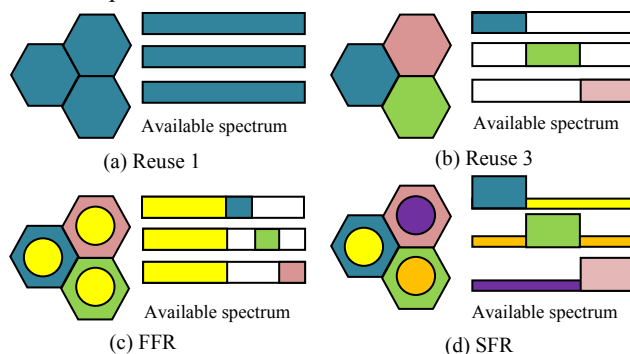 Available spectrum
Available spectrum
(a) Reuse 1
(b) Reuse 3
Available spectrum
Available spectrum
(c) FFR
(d) SFR